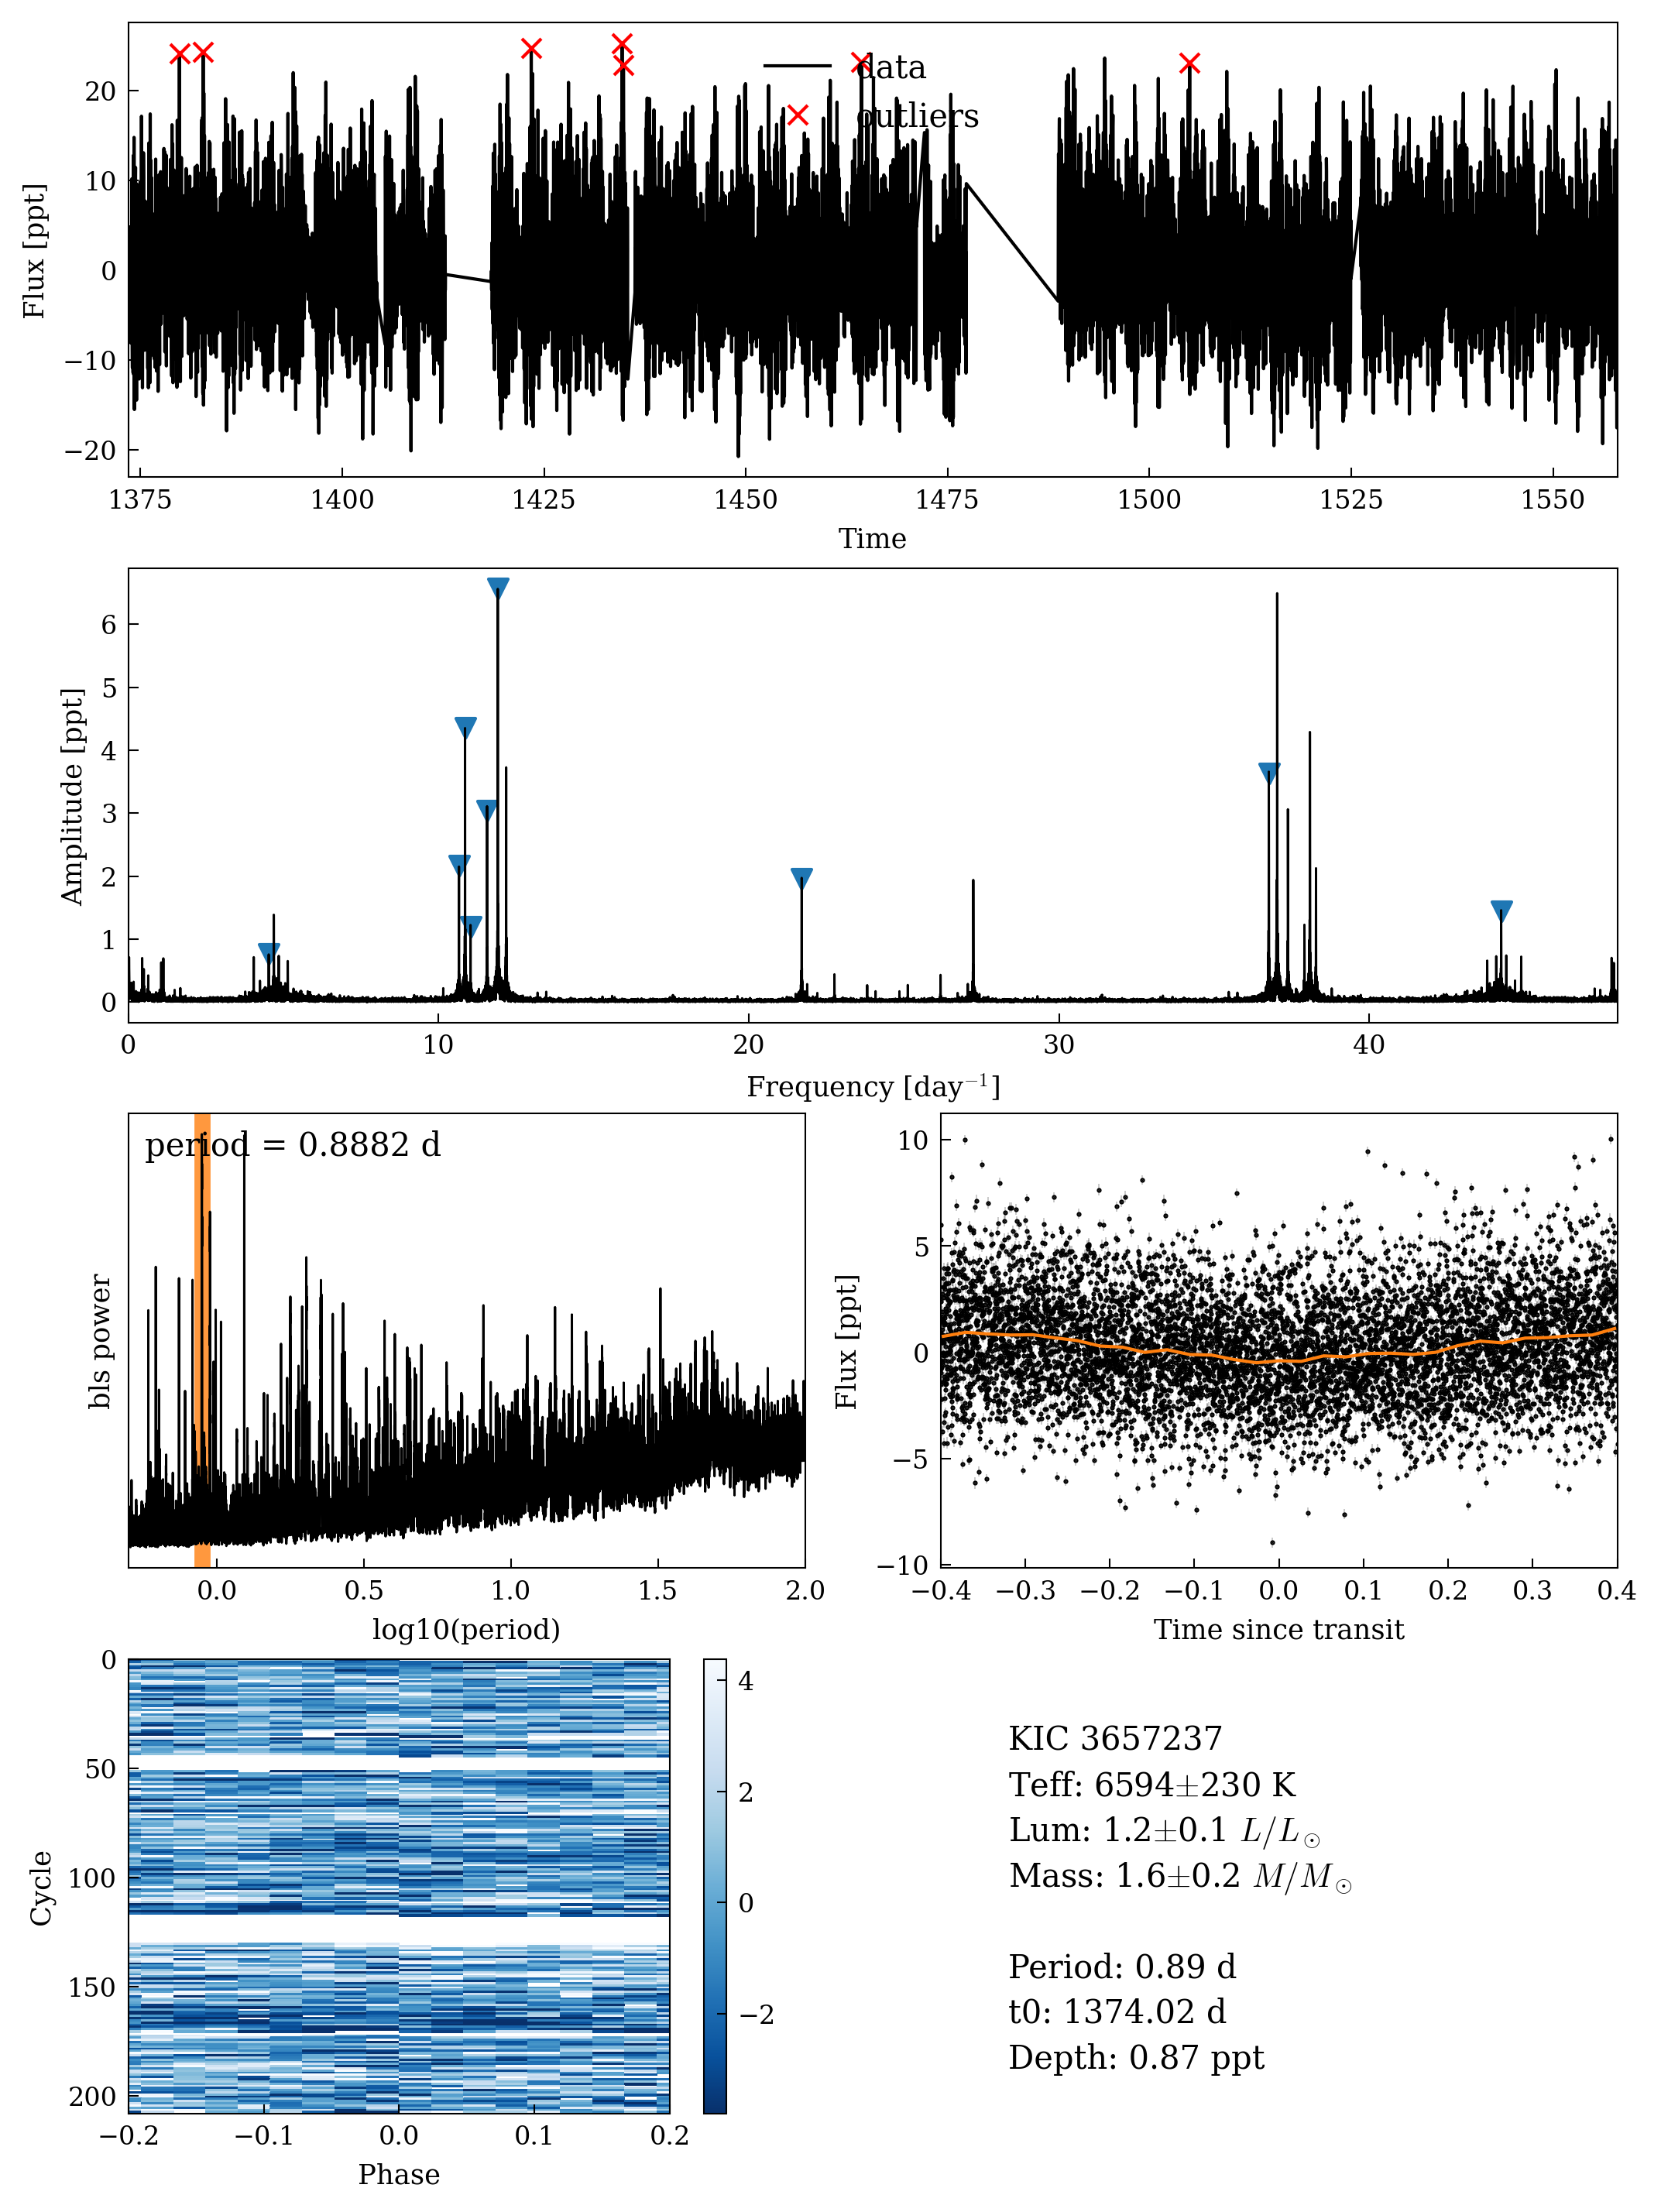 data
outliers
Flux [ppt]
20
10
0
−10
−20
1375 1400 1425 1450 1475 1500 1525 1550
Time
Amplitude [ppt]
6
5
4
3
2
1
0
0 10 20 30 40
Frequency [day⁻¹]
period = 0.8882 d
bls power
0.0 0.5 1.0 1.5 2.0
log10(period)
Flux [ppt]
10
5
0
−5
−10
−0.4 −0.3 −0.2 −0.1 0.0 0.1 0.2 0.3 0.4
Time since transit
Cycle
0
50
100
150
200
−0.2 −0.1 0.0 0.1 0.2
Phase
4
2
0
−2
KIC 3657237
Teff: 6594±230 K
Lum: 1.2±0.1 L/L☉
Mass: 1.6±0.2 M/M☉
Period: 0.89 d
t0: 1374.02 d
Depth: 0.87 ppt